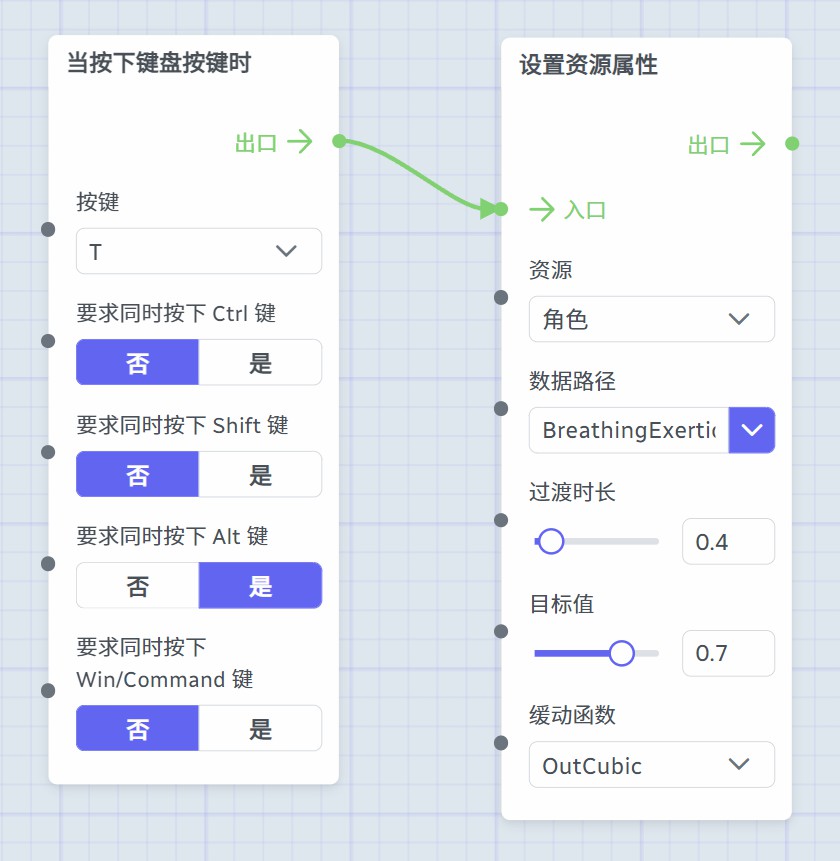 当按下键盘按键时
出口
按键
T
要求同时按下 Ctrl 键
否 是
要求同时按下 Shift 键
否 是
要求同时按下 Alt 键
否 是
要求同时按下
Win/Command 键
否 是
设置资源属性
出口
入口
资源
角色
数据路径
BreathingExertic
过渡时长
0.4
目标值
0.7
缓动函数
OutCubic